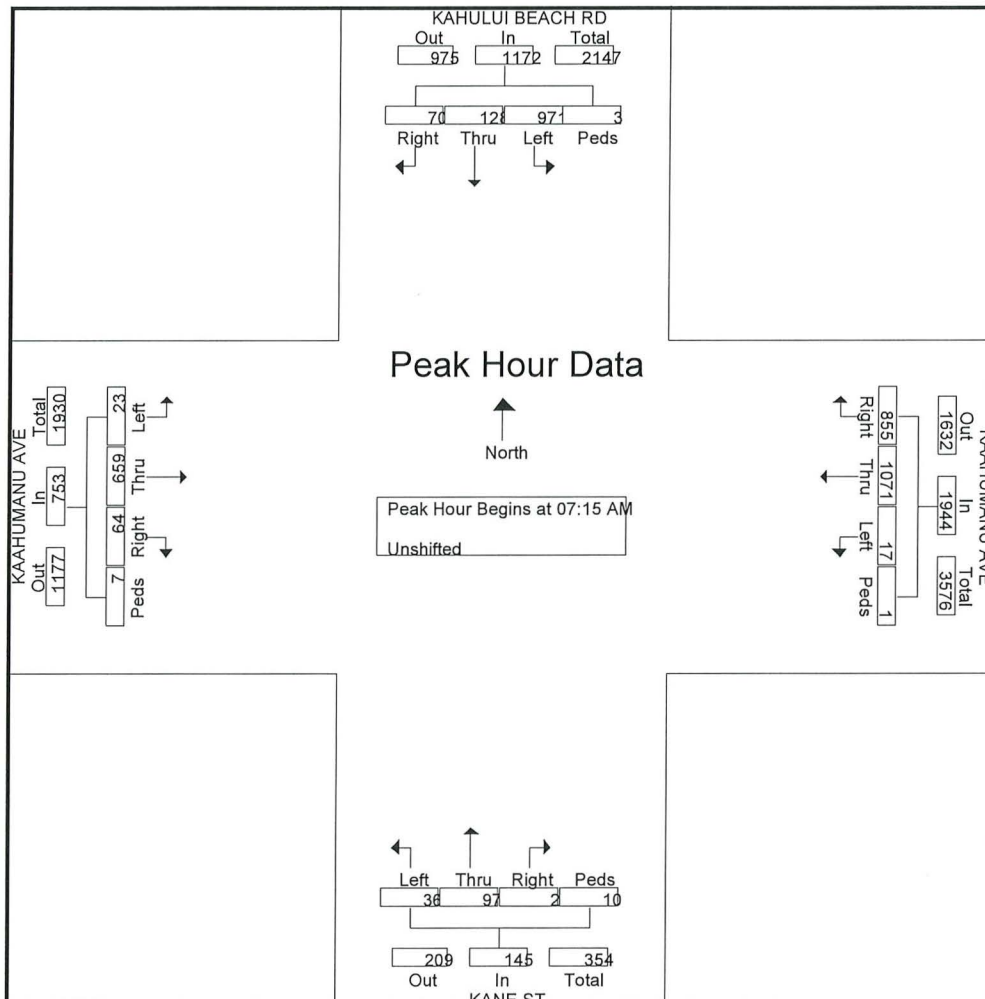 KAHULUI BEACH RD
Out In Total
975 1172 2147
70 128 971 3
Right Thru Left Peds
Peak Hour Data
North
Peak Hour Begins at 07:15 AM
Unshifted
KAAHUMANU AVE
Out In Total
1177 753 1930
23 659 64 7
Left Thru Right Peds
KAAHUMANU AVE
Out In Total
1632 1944 3576
855 1071 17 1
Right Thru Left Peds
Left Thru Right Peds
36 97 2 10
209 145 354
Out In Total
KANE ST